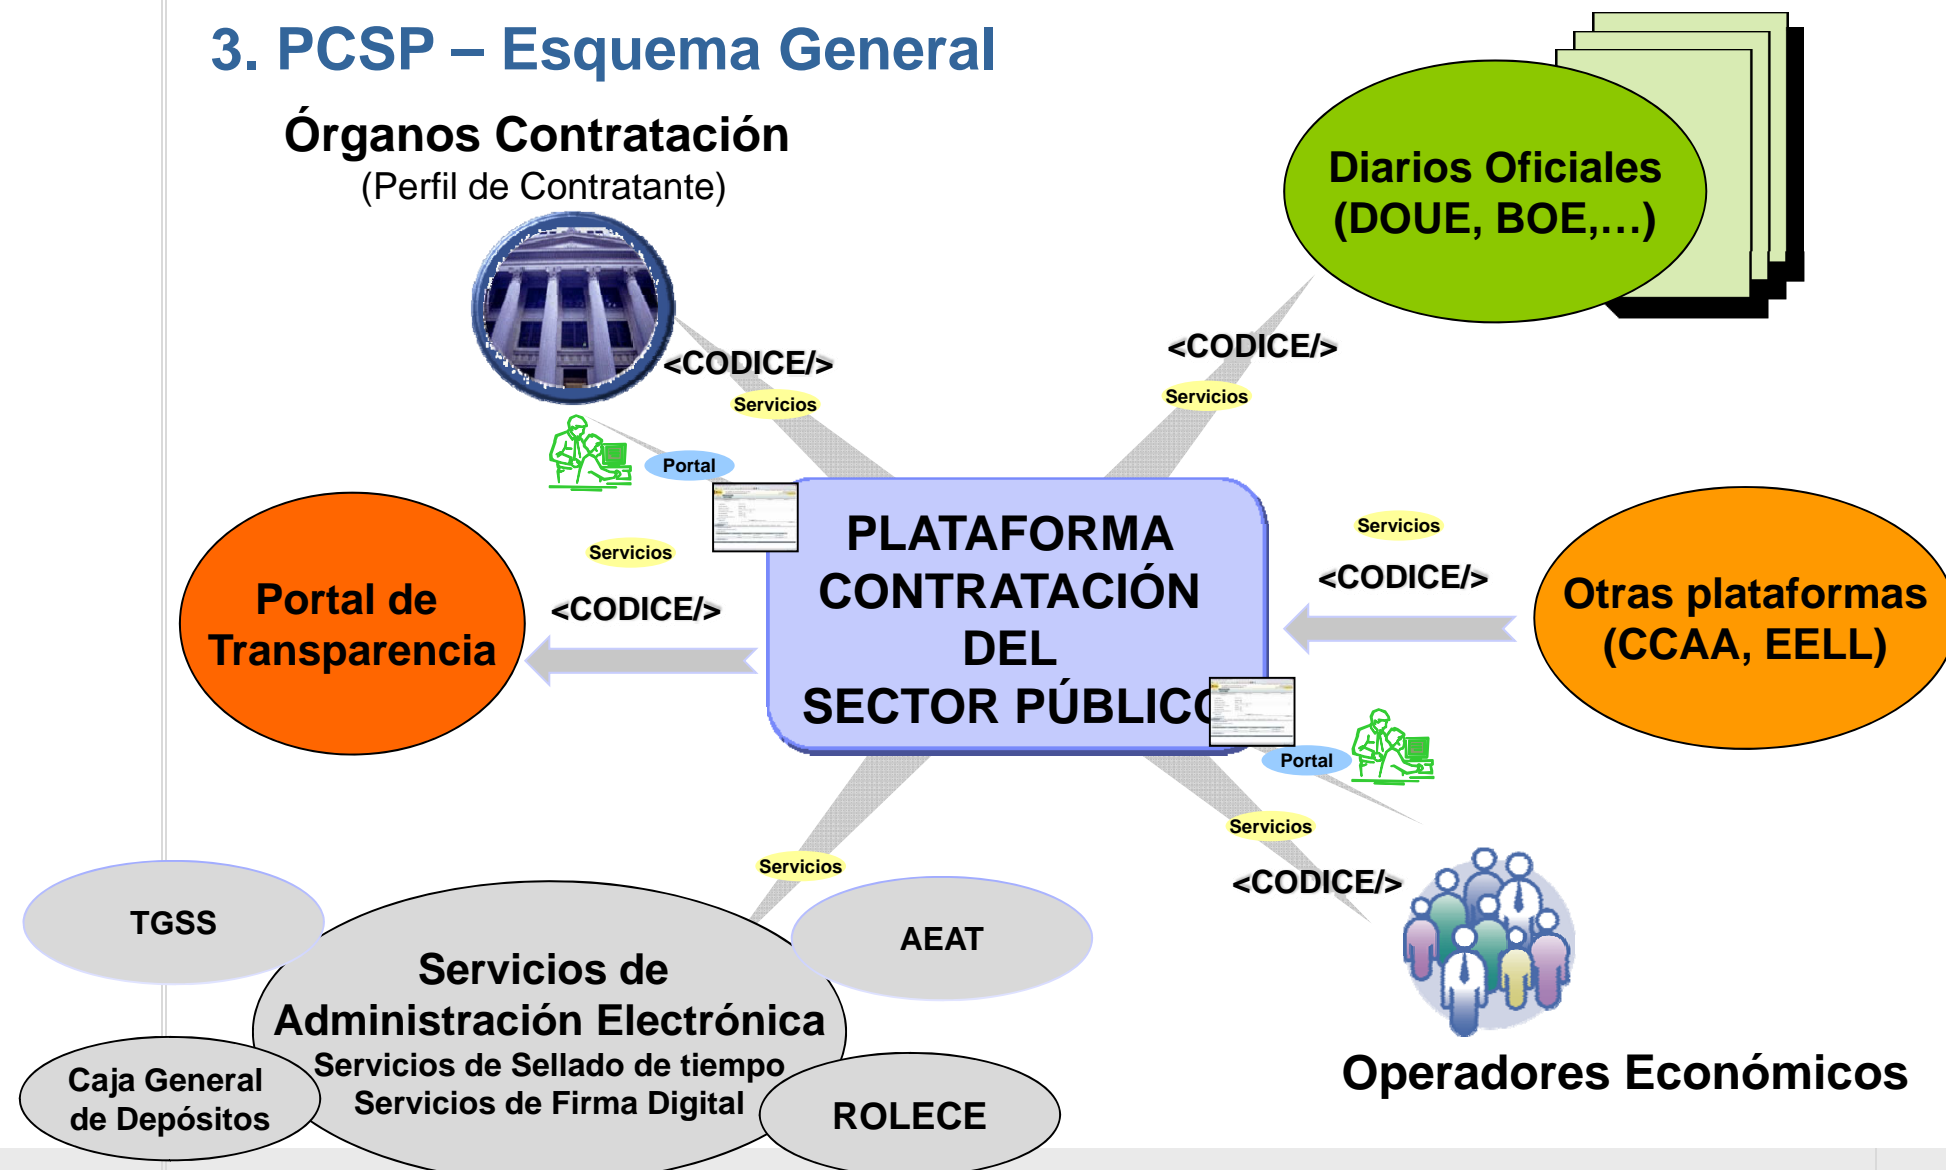 3. PCSP – Esquema General
Órganos Contratación
(Perfil de Contratante)
Diarios Oficiales
(DOUE, BOE,…)
<CODICE/>
Servicios
<CODICE/>
Servicios
Portal
Servicios
<CODICE/>
Portal de
Transparencia
PLATAFORMA
CONTRATACIÓN
DEL
SECTOR PÚBLICO
Servicios
<CODICE/>
Otras plataformas
(CCAA, EELL)
Portal
Servicios
<CODICE/>
Operadores Económicos
Servicios
TGSS
AEAT
Servicios de
Administración Electrónica
Servicios de Sellado de tiempo
Servicios de Firma Digital
Caja General
de Depósitos
ROLECE